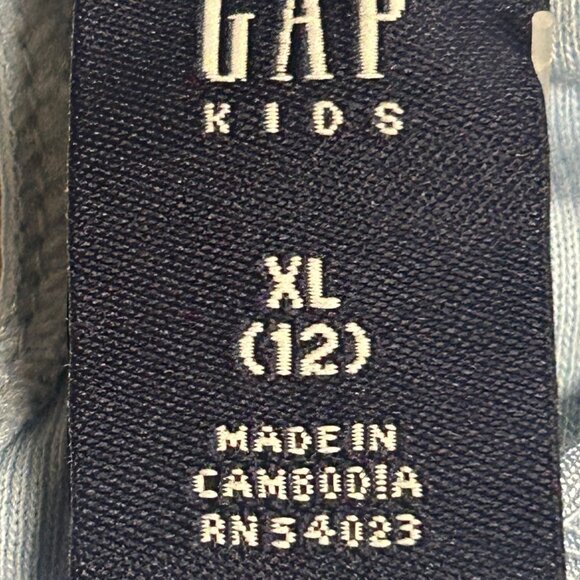 GAP
KIDS
XL
(12)
MADE IN
CAMBODIA
RN 54023